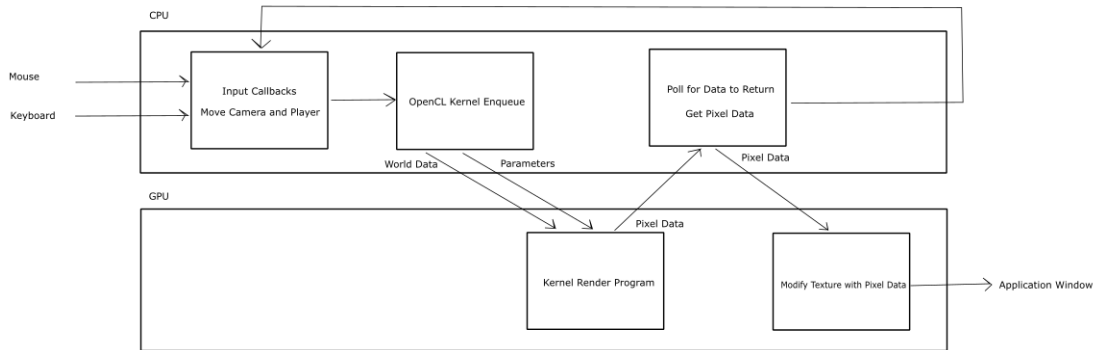 CPU
Mouse
Keyboard
Input Callbacks
Move Camera and Player
OpenCL Kernel Enqueue
Poll for Data to Return
Get Pixel Data
World Data
Parameters
Pixel Data
GPU
Pixel Data
Kernel Render Program
Modify Texture with Pixel Data
Application Window